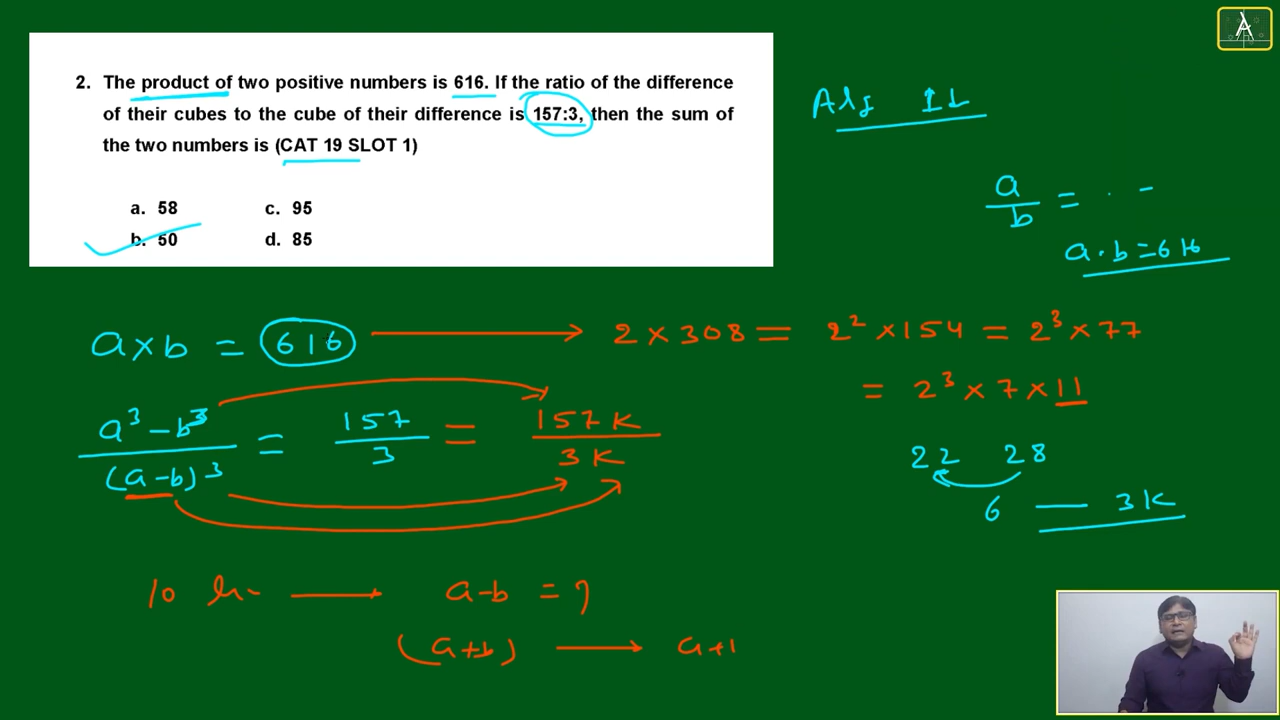 2. The product of two positive numbers is 616. If the ratio of the difference
of their cubes to the cube of their difference is 157:3, then the sum of
the two numbers is (CAT 19 SLOT 1)
a. 58 c. 95
b. 50 d. 85
A
a/b = . -
a·b=616
a×b = 616 → 2×308 = 2² ×154 = 2³ ×77
= 2³ × 7 × 11
(a³ - b³)/(a-b)³ = 157/3 = 157K/3K
22 28
6 — 3K
10 → a-b = ?
(a+b) → a+